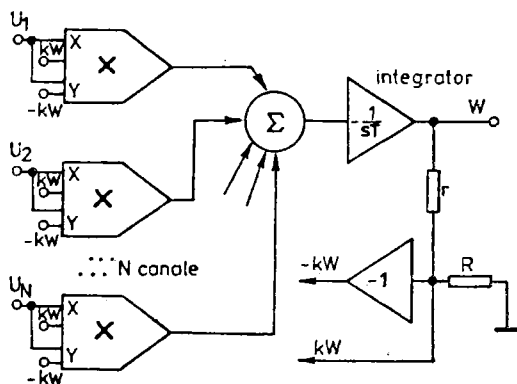 U1
kW
X
Y
-kW
×
U2
kW
X
Y
-kW
×
N canale
UN
kW
X
Y
-kW
×
Σ
integrator
-1/sT
W
r
-kW
-1
R
kW